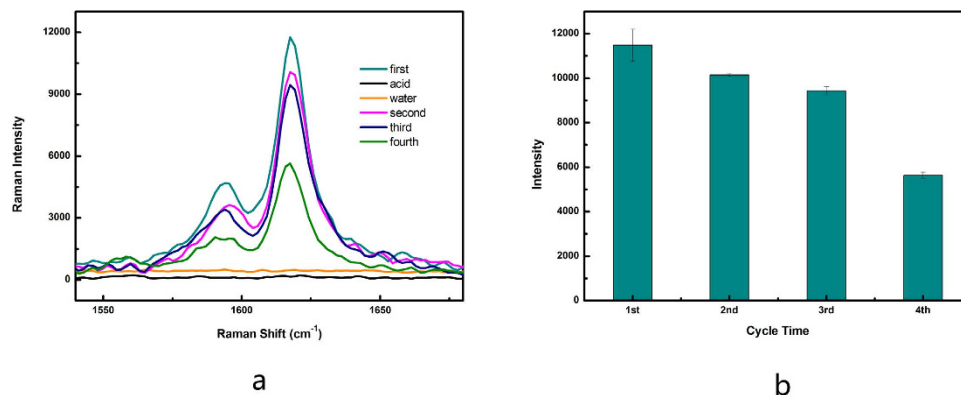 12000
9000
6000
3000
0
Raman Intensity
first
acid
water
second
third
fourth
1550
1600
1650
Raman Shift (cm⁻¹)
a
12000
10000
8000
6000
4000
2000
0
Intensity
1st
2nd
3rd
4th
Cycle Time
b